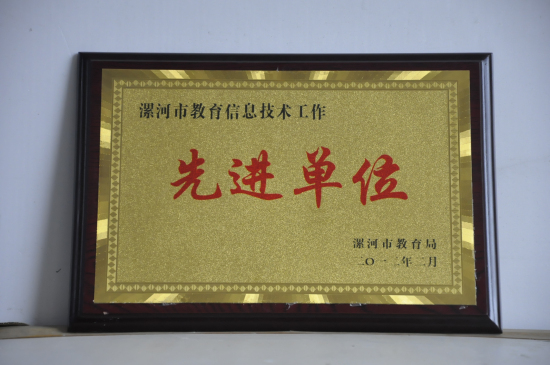 漯河市教育信息技术工作
先进单位
漯河市教育局
二〇一二年二月